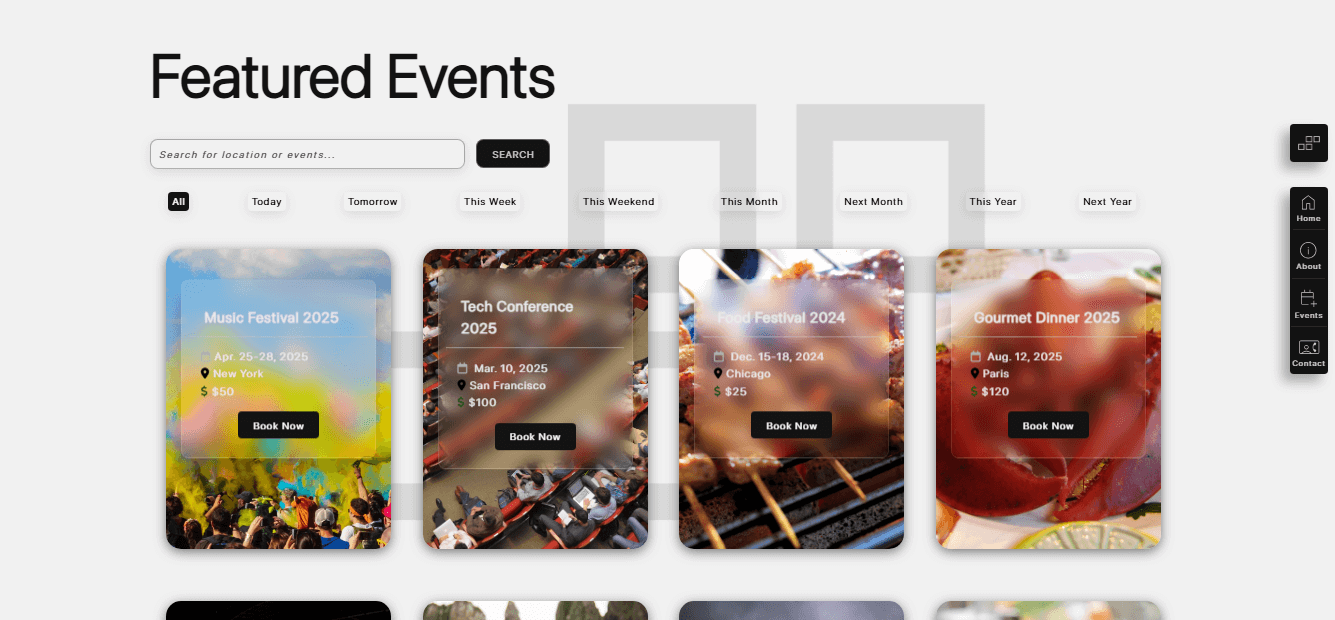 Featured Events
Search for location or events...
SEARCH
All
Today
Tomorrow
This Week
This Weekend
This Month
Next Month
This Year
Next Year
Music Festival 2025
Apr. 25-28, 2025
New York
$ $50
Book Now
Tech Conference
2025
Mar. 10, 2025
San Francisco
$ $100
Book Now
Food Festival 2024
Dec. 15-18, 2024
Chicago
$ $25
Book Now
Gourmet Dinner 2025
Aug. 12, 2025
Paris
$ $120
Book Now
Home
About
Events
Contact